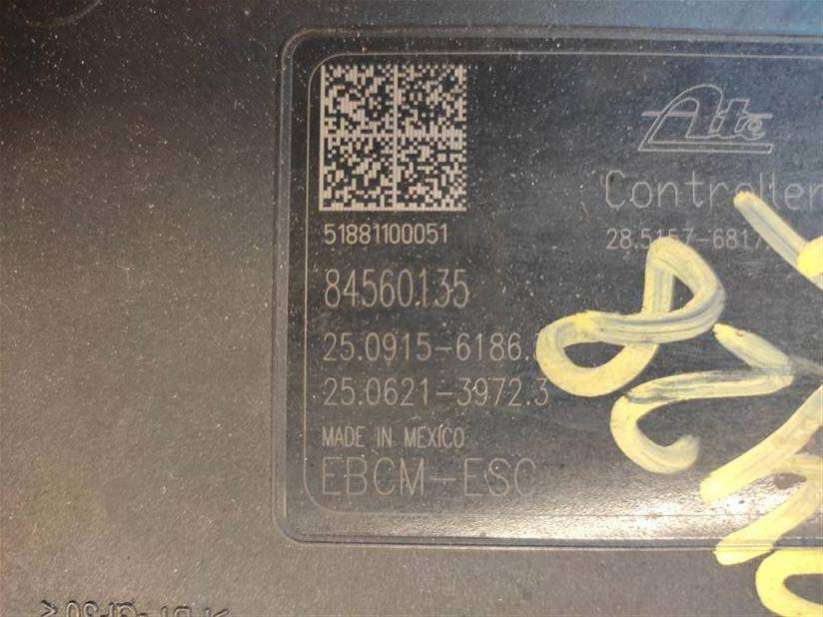 Ate
Controller
51881100051
28.5157-6817
84560135
25.0915-6186.
25.0621-3972.3
MADE IN MEXICO
EBCM-ESC